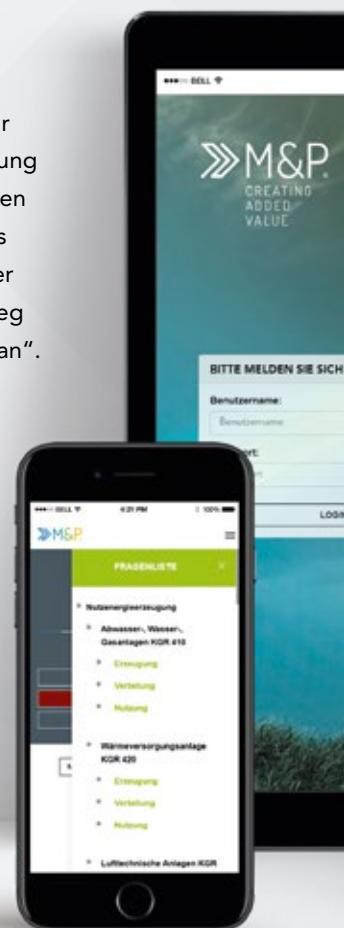 r
ung
en
s
er
eg
an“.
BELL
M&P.
CREATING
ADDED
VALUE
BITTE MELDEN SIE SICH
Benutzername:
Benutzername
ort:
LOGIN
BELL 4:21 PM 100%
M&P
FRAGENLISTE ×
Nutzenergieerzeugung
Abwasser-, Wasser-,
Gasanlagen KGR 410
Erzeugung
Verteilung
Nutzung
Wärmeversorgungsanlage
KGR 420
Erzeugung
Verteilung
Nutzung
Lufttechnische Anlagen KGR